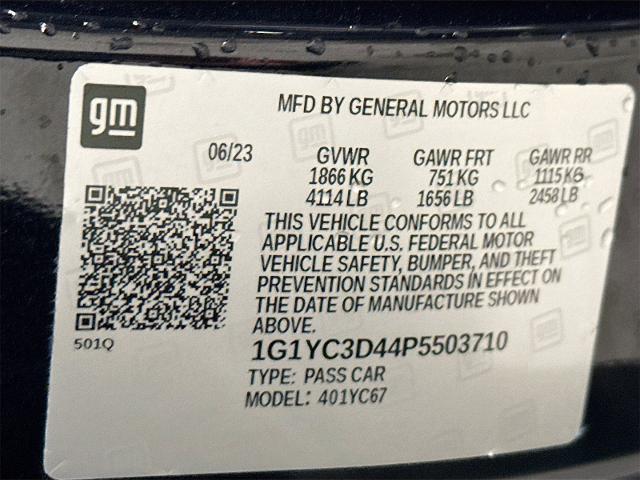 gm
MFD BY GENERAL MOTORS LLC
06/23 GVWR GAWR FRT GAWR RR
1866 KG 751 KG 1115 KG
4114 LB 1656 LB 2458 LB
THIS VEHICLE CONFORMS TO ALL
APPLICABLE U.S. FEDERAL MOTOR
VEHICLE SAFETY, BUMPER, AND THEFT
PREVENTION STANDARDS IN EFFECT ON
THE DATE OF MANUFACTURE SHOWN
ABOVE.
501Q
1G1YC3D44P5503710
TYPE: PASS CAR
MODEL: 401YC67